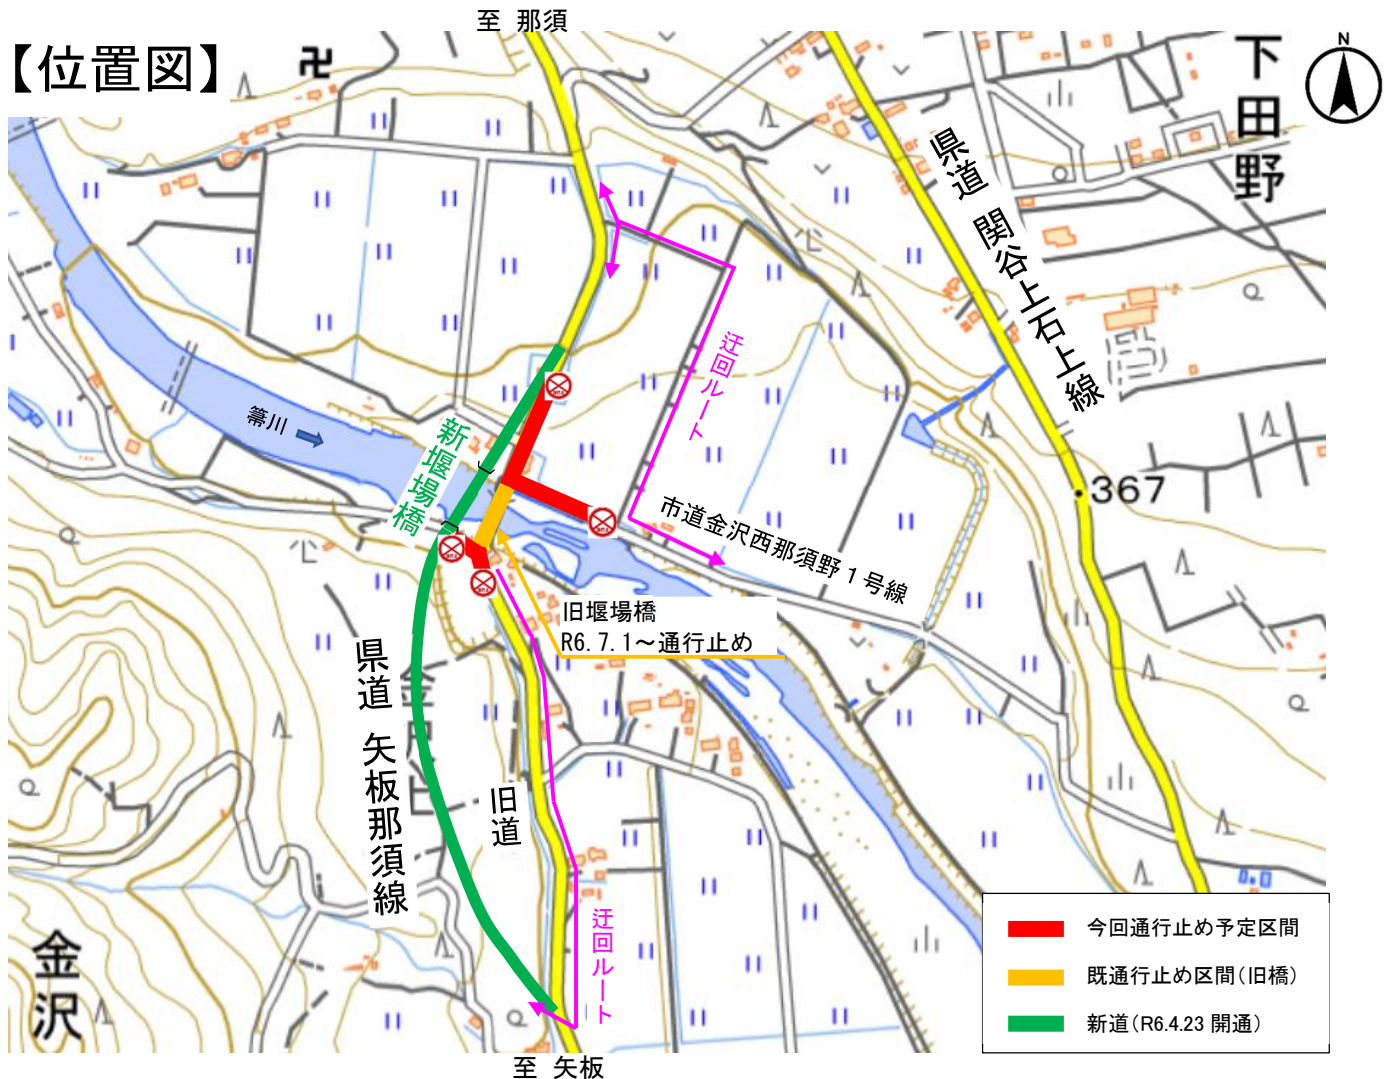 至 那須
【位置図】
N
下田野
県道 関谷上石上線
迂回ルート
箒川
新堰場橋
367
市道金沢西那須野1号線
旧堰場橋
R6.7.1～通行止め
県道 矢板那須線
旧道
迂回ルート
金沢
今回通行止め予定区間
既通行止め区間(旧橋)
新道(R6.4.23 開通)
至 矢板